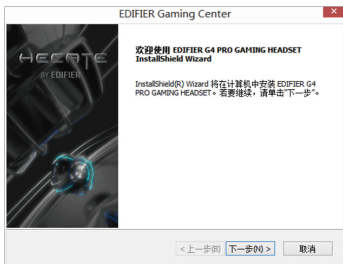 EDIFIER Gaming Center
HECATE
BY EDIFIER
欢迎使用 EDIFIER G4 PRO GAMING HEADSET
InstallShield Wizard
InstallShield(R) Wizard 将在计算机中安装 EDIFIER G4
PRO GAMING HEADSET。若要继续，请单击“下一步”。
< 上一步(B)
下一步(N) >
取消